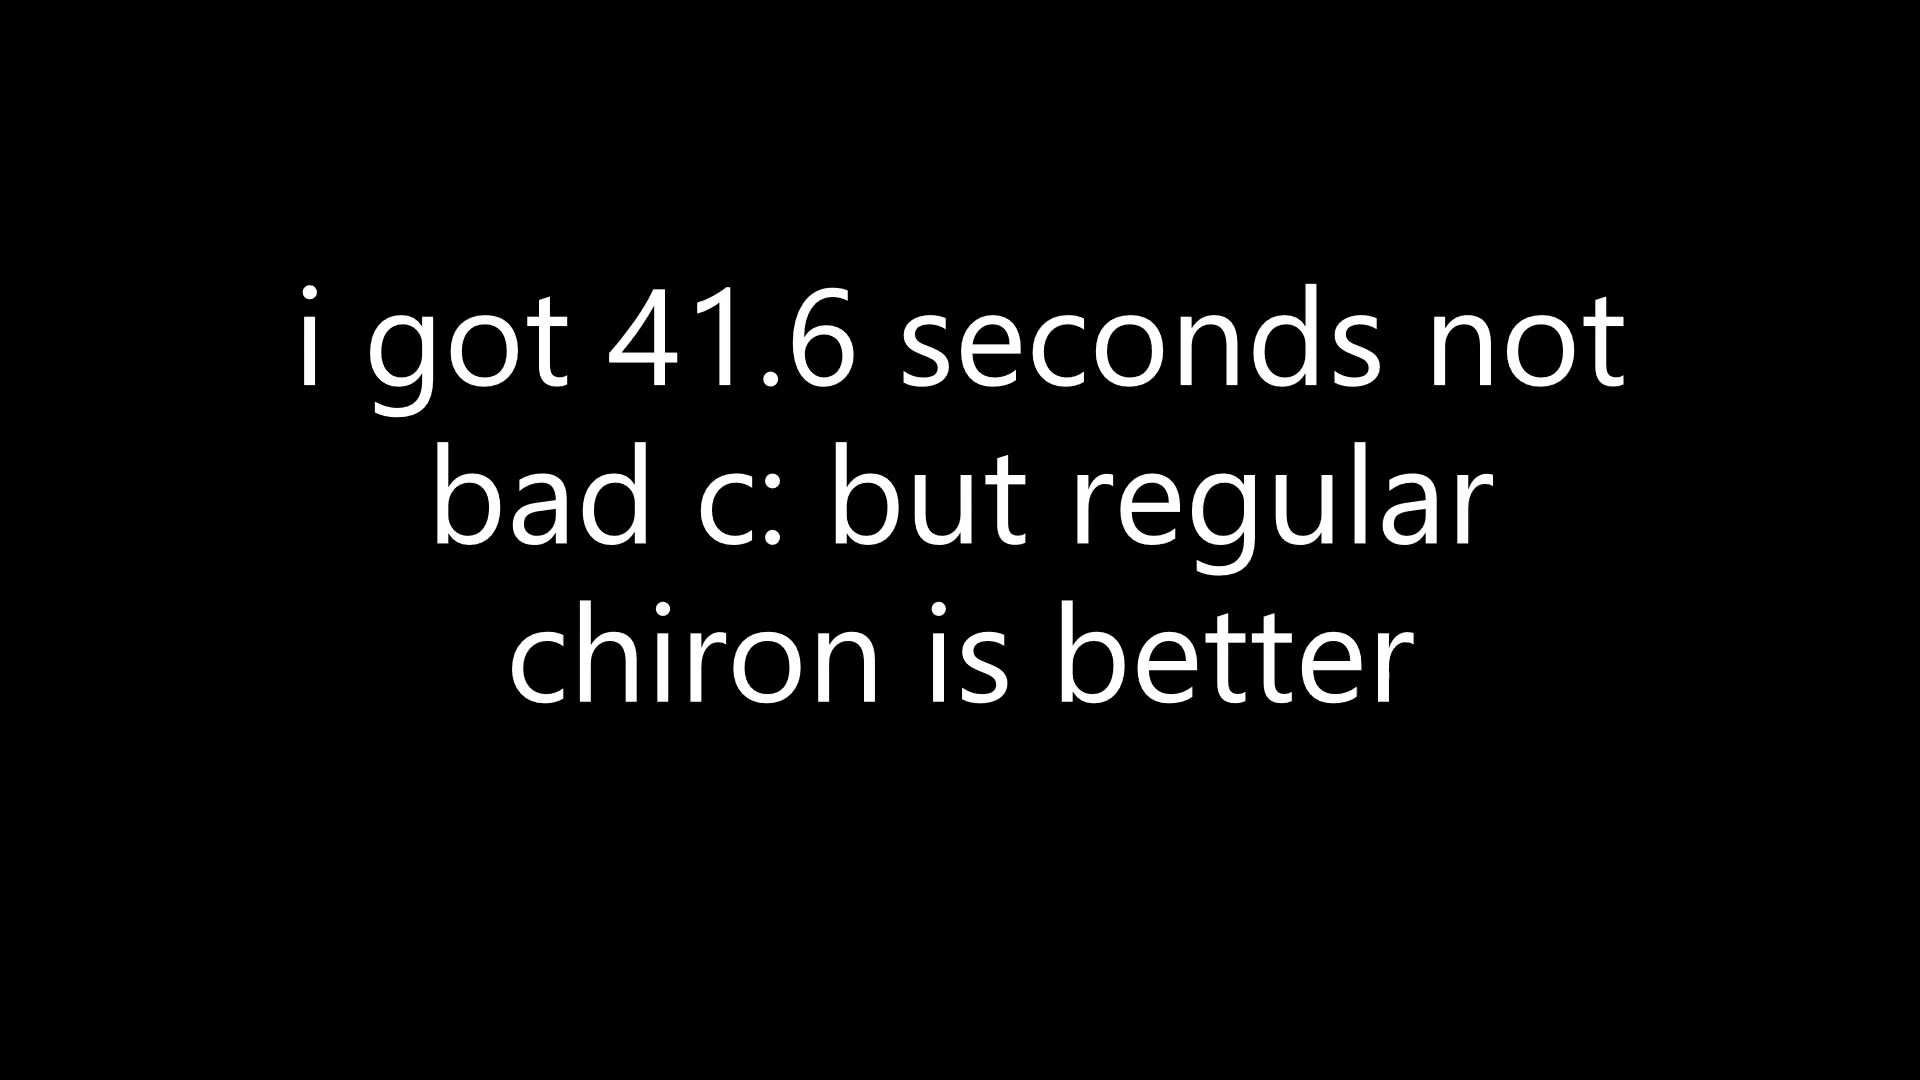 i got 41.6 seconds not
bad c: but regular
chiron is better